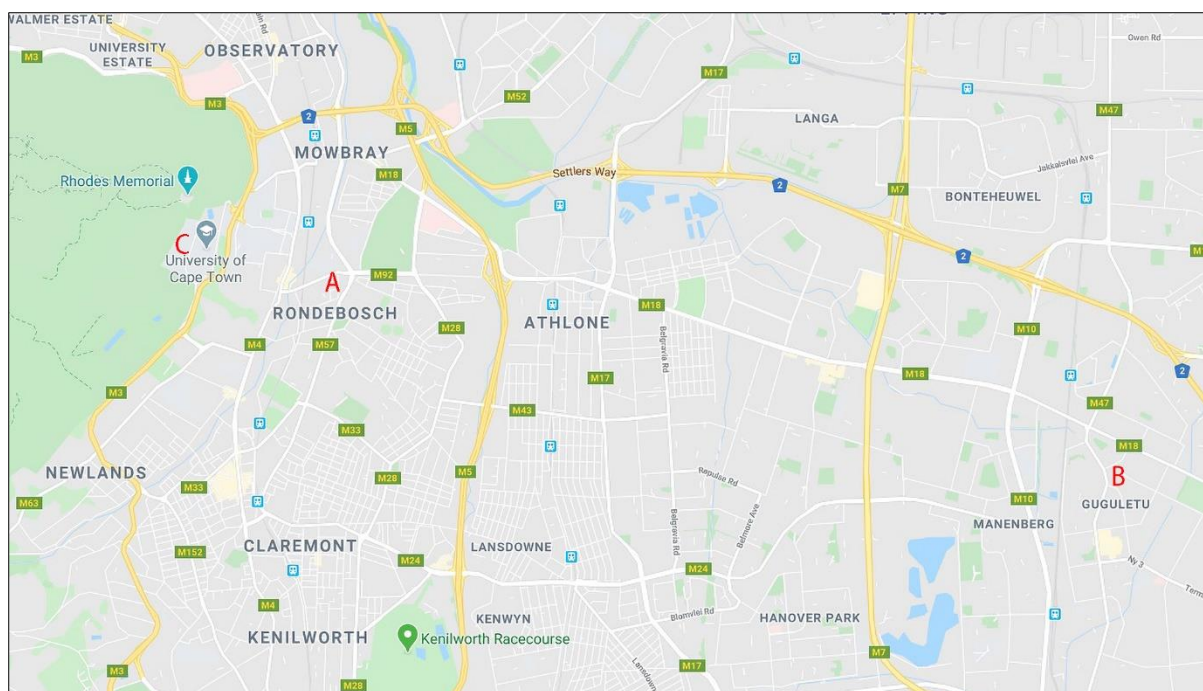 WALMER ESTATE
M3
UNIVERSITY
ESTATE
OBSERVATORY
M3
2
MOWBRAY
M5
M52
M17
Owen Rd
M47
LANGA
Jakkalsvlei Ave
Rhodes Memorial
M18
Settlers Way
2
M7
BONTEHEUWEL
C
University of
Cape Town
A
M92
2
RONDEBOSCH
ATHLONE
M18
M28
M4
M57
Belgravia Rd
M10
M3
M17
M18
2
M43
M47
M33
M18
NEWLANDS
M5
M28
Repulse Rd
B
M33
M63
M10
GUGULETU
Belgravia Rd
Belmore Ave
MANENBERG
M152
CLAREMONT
LANSDOWNE
M24
M24
Ny 3
M4
KENWYN
Blomvlei Rd
HANOVER PARK
KENILWORTH
Kenilworth Racecourse
M7
M3
M17
M28